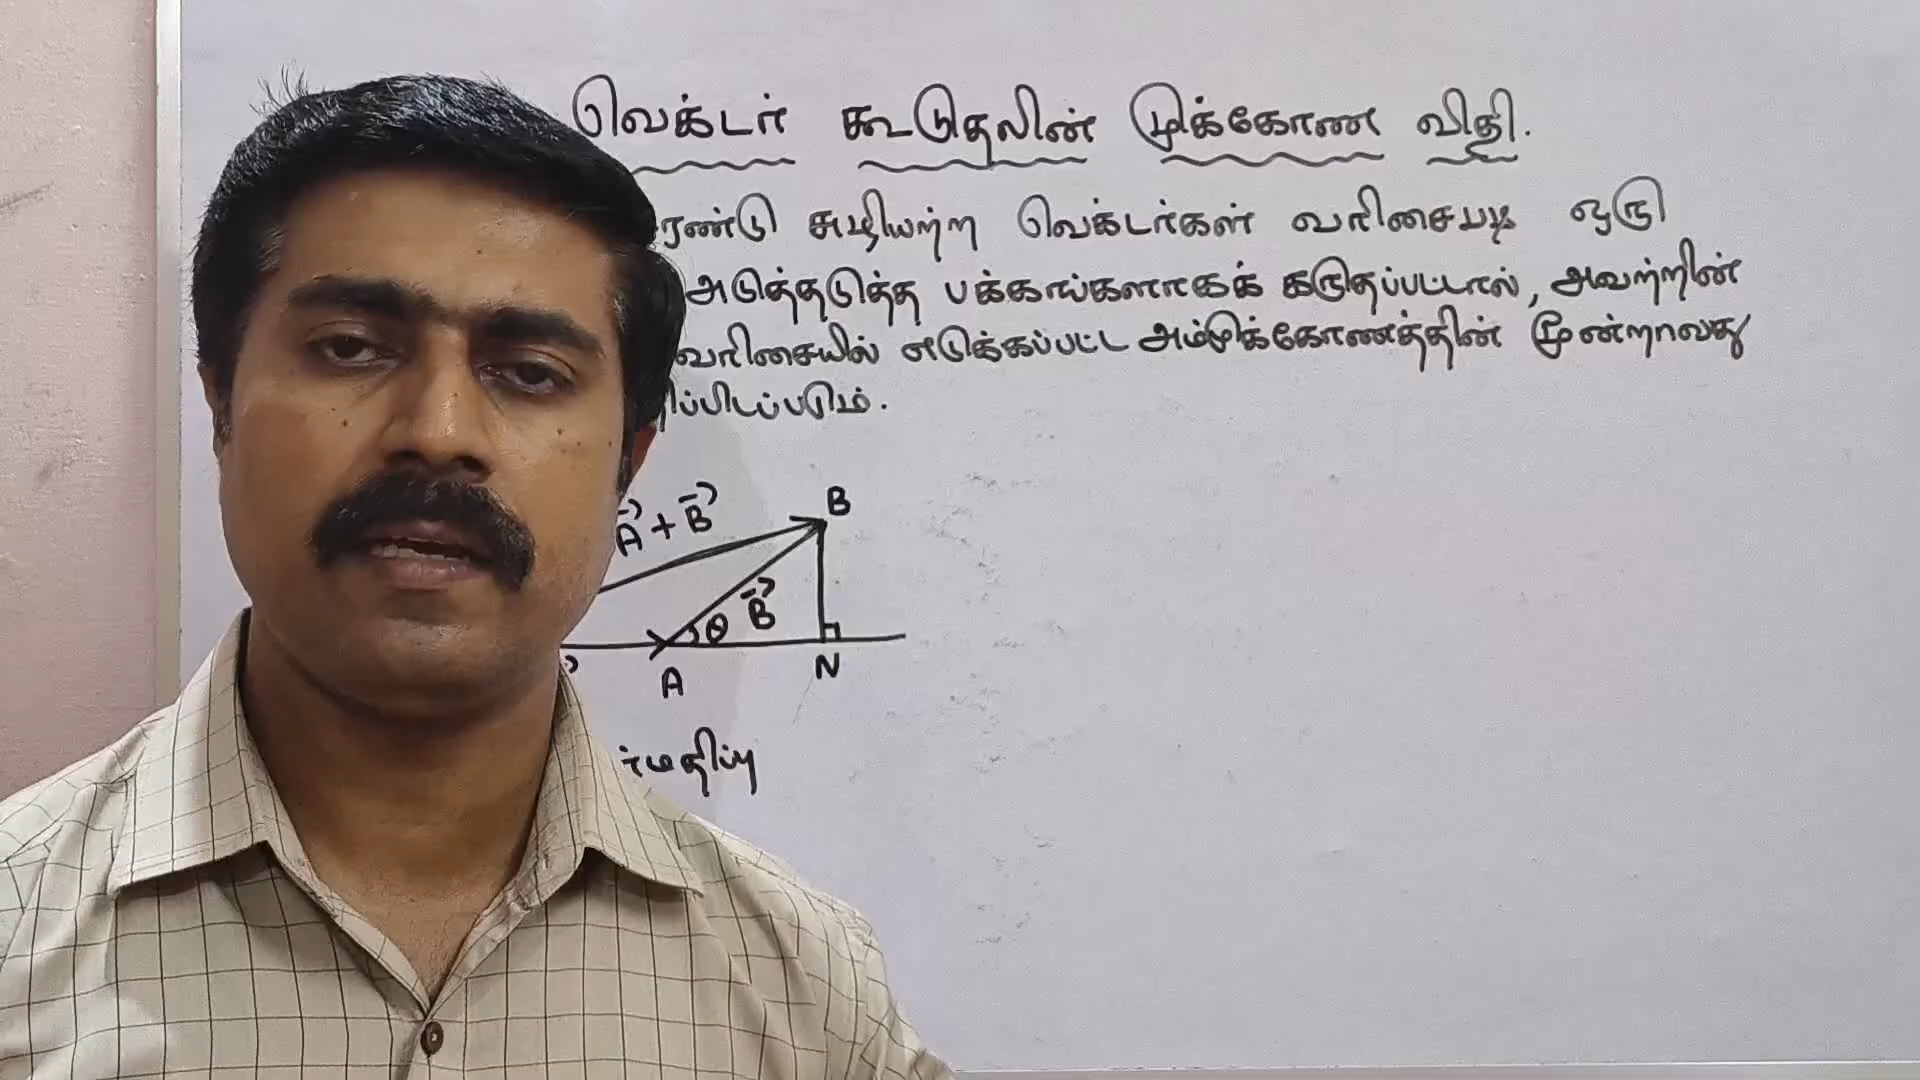 வெக்டர் கூடுதலின் முக்கோண விதி.
ரண்டு சுழியற்ற வெக்டர்கள் வரிசைபடி ஒரு
அடுத்தடுத்த பக்கங்களாகக் கருதப்பட்டால், அவற்றின்
வரிசையில் எடுக்கப்பட்ட அம்முக்கோணத்தின் மூன்றாவது
ப்பிடப்படும்.
A⃗ + B⃗
B
B⃗
θ
A
N
ர்மதிப்பு